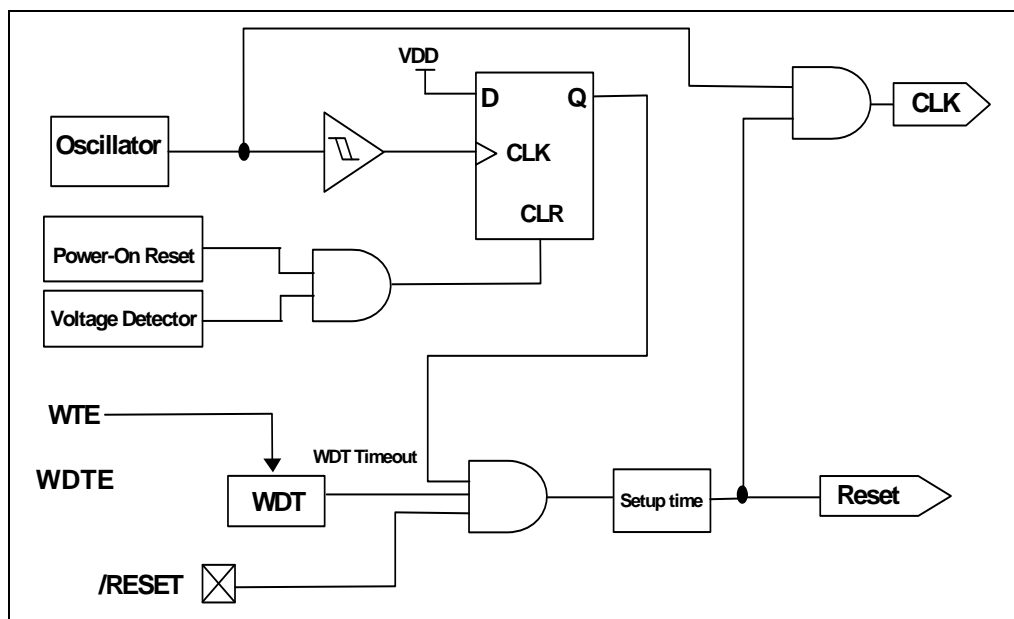 VDD
D
Q
CLK
Oscillator
CLK
CLR
Power-On Reset
Voltage Detector
WTE
WDT Timeout
WDTE
WDT
Setup time
Reset
/RESET